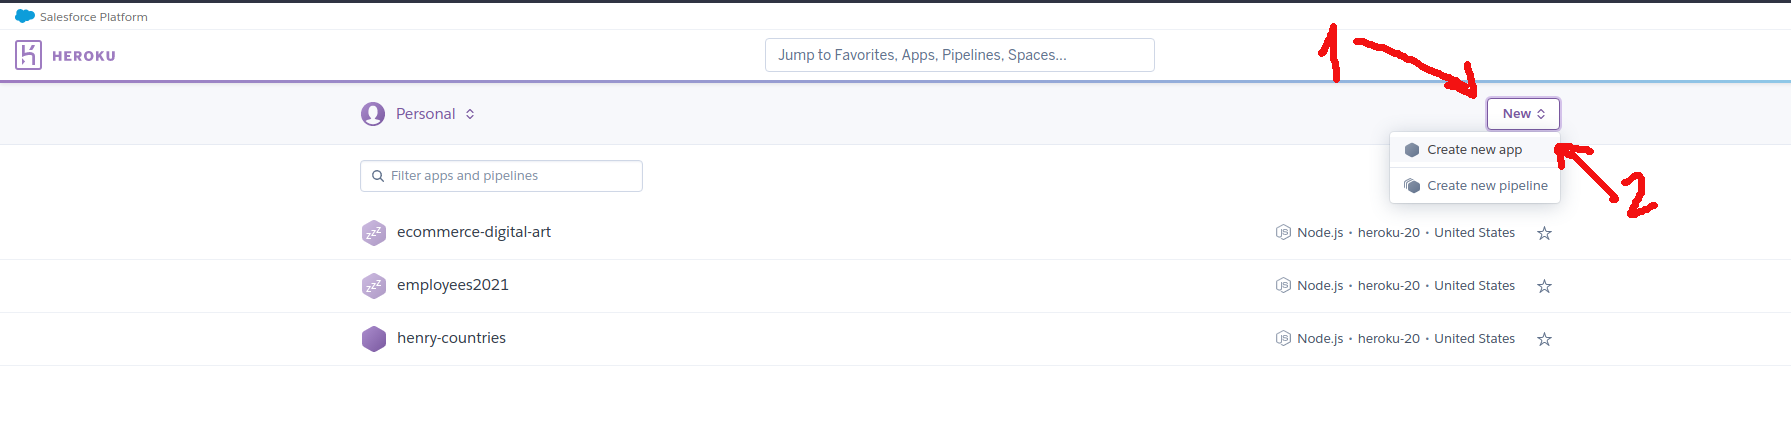 Salesforce Platform
HEROKU
Jump to Favorites, Apps, Pipelines, Spaces...
1
Personal
New
Create new app
Create new pipeline
2
Filter apps and pipelines
ecommerce-digital-art
Node.js • heroku-20 • United States
employees2021
Node.js • heroku-20 • United States
henry-countries
Node.js • heroku-20 • United States